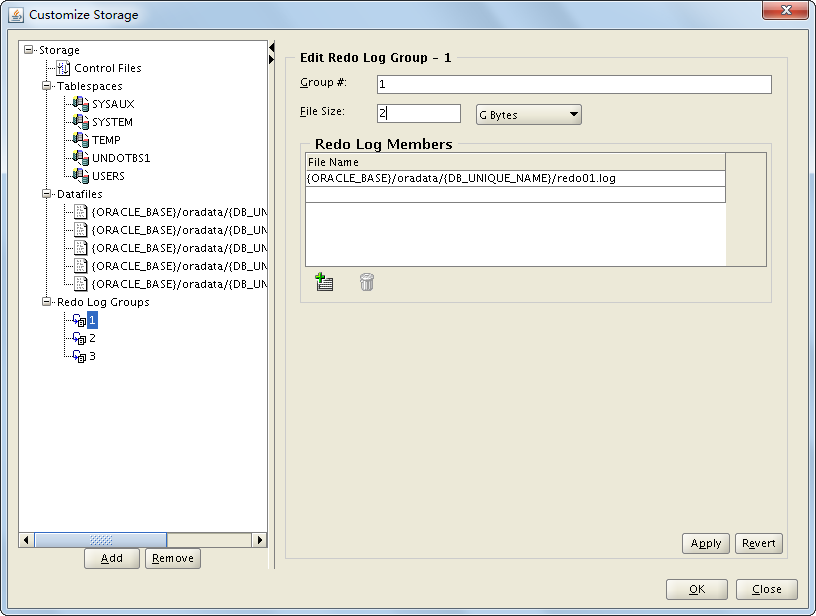 Customize Storage
Storage
Control Files
Tablespaces
SYSAUX
SYSTEM
TEMP
UNDOTBS1
USERS
Datafiles
{ORACLE_BASE}/oradata/{DB_UN
{ORACLE_BASE}/oradata/{DB_UN
{ORACLE_BASE}/oradata/{DB_UN
{ORACLE_BASE}/oradata/{DB_UN
{ORACLE_BASE}/oradata/{DB_UN
Redo Log Groups
1
2
3
Add Remove
Edit Redo Log Group - 1
Group #: 1
File Size: 2 G Bytes
Redo Log Members
File Name
{ORACLE_BASE}/oradata/{DB_UNIQUE_NAME}/redo01.log
Apply Revert
OK Close